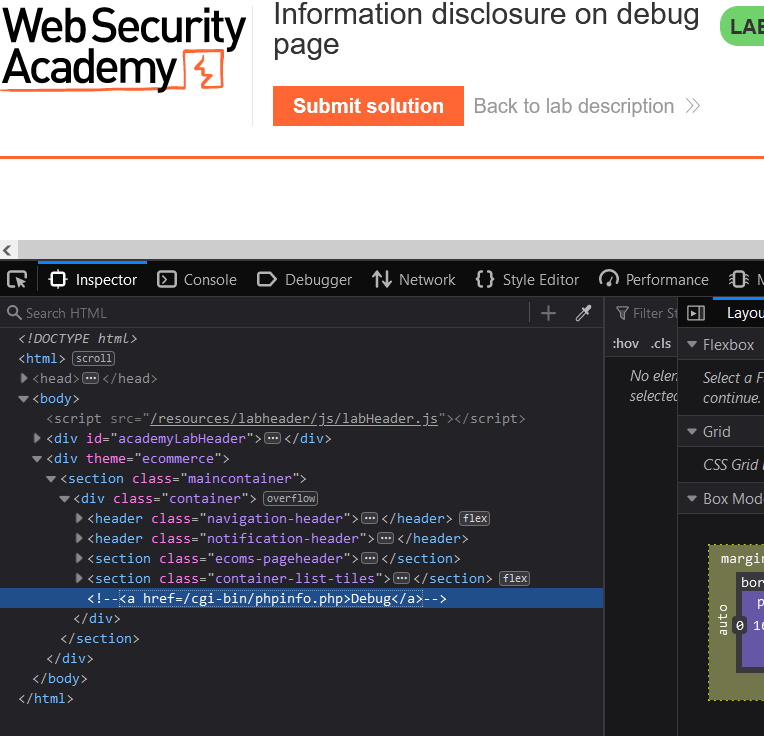 Web Security
Academy
Information disclosure on debug
page
LAB
Submit solution
Back to lab description
Inspector
Console
Debugger
Network
Style Editor
Performance
M
Search HTML
Filter St
Layou
:hov .cls
<!DOCTYPE html>
<html> scroll
<head>⋯</head>
<body>
<script src="/resources/labheader/js/labHeader.js"></script>
<div id="academyLabHeader">⋯</div>
<div theme="ecommerce">
<section class="maincontainer">
<div class="container"> overflow
<header class="navigation-header">⋯</header> flex
<header class="notification-header">⋯</header>
<section class="ecoms-pageheader">⋯</section>
<section class="container-list-tiles">⋯</section> flex
<!--<a href=/cgi-bin/phpinfo.php>Debug</a>-->
</div>
</section>
</div>
</body>
</html>
No elem
selected
Flexbox
Select a F
continue.
Grid
CSS Grid
Box Mod
margin
bor
p
auto
0
16